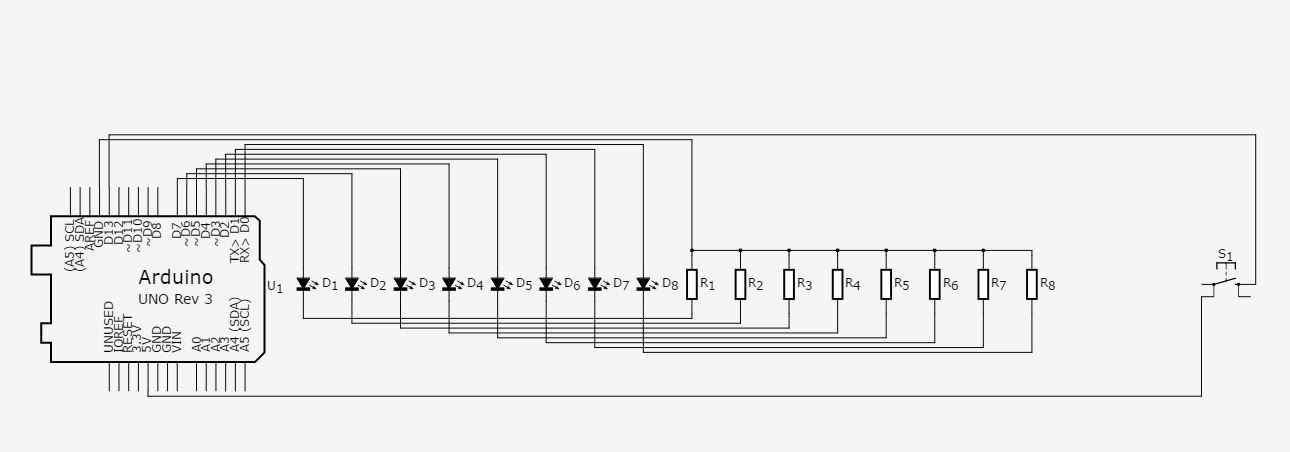 (A5) SCL
(A4) SDA
AREF
GND
D13
D12
~D11
~D10
~D9
D8
D7
~D6
~D5
D4
~D3
D2
TX> D1
RX> D0
Arduino
UNO Rev 3
U1
UNUSED
IOREF
RESET
3.3V
5V
GND
GND
VIN
A0
A1
A2
A3
A4 (SDA)
A5 (SCL)
D1
D2
D3
D4
D5
D6
D7
D8
R1
R2
R3
R4
R5
R6
R7
R8
S1